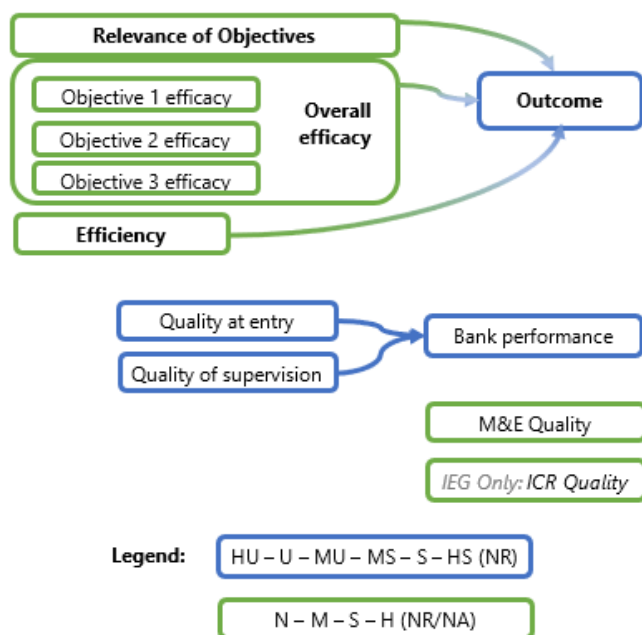 Relevance of Objectives
Outcome
Objective 1 efficacy
Overall
efficacy
Objective 2 efficacy
Objective 3 efficacy
Efficiency
Quality at entry
Bank performance
Quality of supervision
M&E Quality
IEG Only: ICR Quality
Legend: HU – U – MU – MS – S – HS (NR)
N – M – S – H (NR/NA)